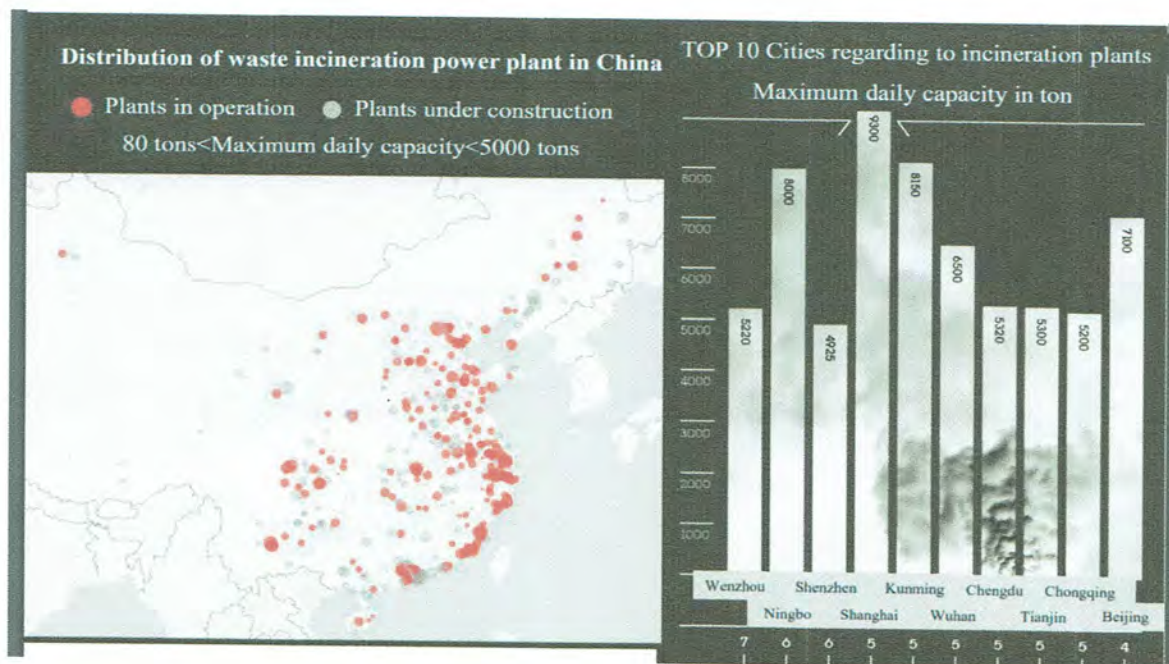 Distribution of waste incineration power plant in China
Plants in operation Plants under construction
80 tons<Maximum daily capacity<5000 tons
TOP 10 Cities regarding to incineration plants
Maximum daily capacity in ton
8000
7000
6000
5000
4000
3000
2000
1000
5220
8000
4925
9300
8150
6500
5320
5300
5200
7100
Wenzhou Shenzhen Kunming Chengdu Chongqing
Ningbo Shanghai Wuhan Tianjin Beijing
7 6 6 5 5 5 5 5 5 4